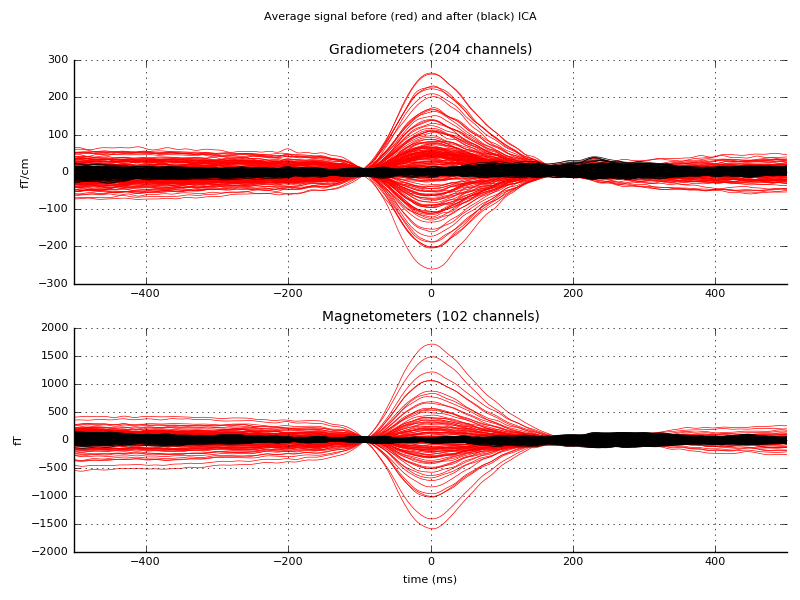 Average signal before (red) and after (black) ICA
Gradiometers (204 channels)
300
200
100
0
−100
−200
−300
fT/cm
−400 −200 0 200 400
Magnetometers (102 channels)
2000
1500
1000
500
0
−500
−1000
−1500
−2000
fT
−400 −200 0 200 400
time (ms)